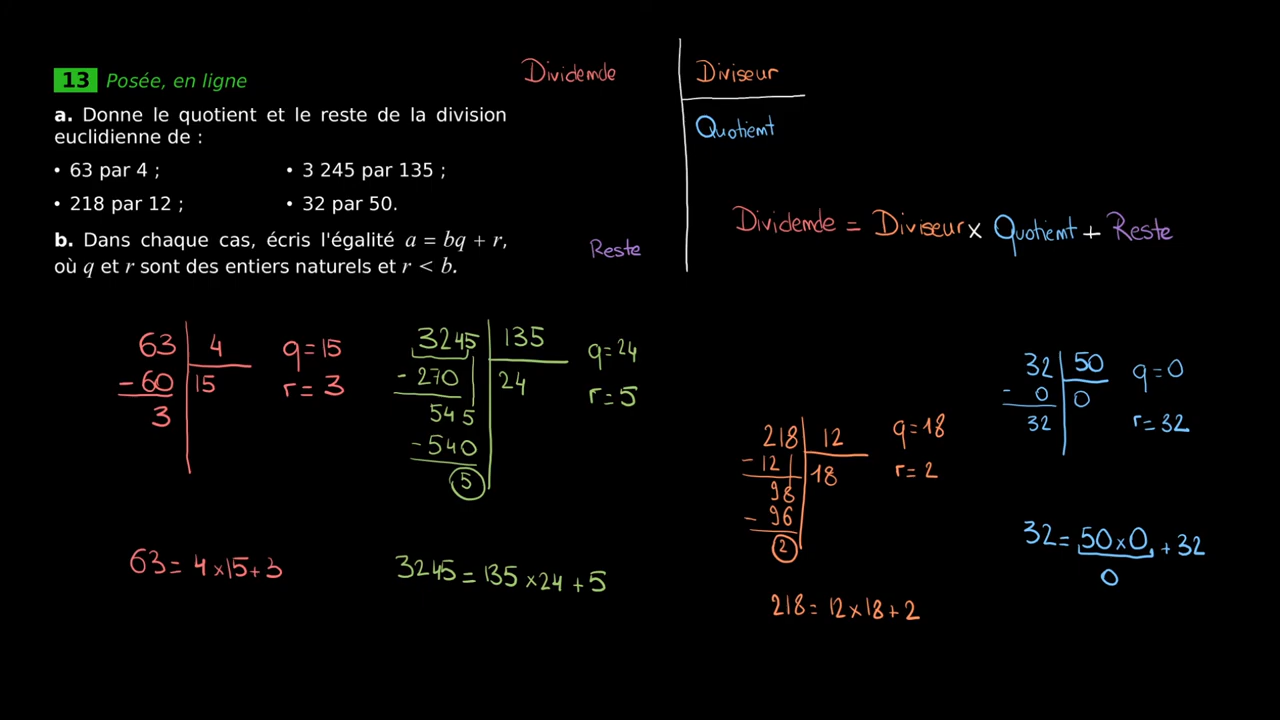 13 Posée, en ligne
a. Donne le quotient et le reste de la division
euclidienne de :
• 63 par 4 ;
• 3 245 par 135 ;
• 218 par 12 ;
• 32 par 50.
b. Dans chaque cas, écris l'égalité a = bq + r,
où q et r sont des entiers naturels et r < b.
Dividende
Diviseur
Quotient
Reste
Dividende = Diviseur x Quotient + Reste
63 4
- 60 15
3
q = 15
r = 3
3245 135
- 270 24
545
- 540
5
q = 24
r = 5
218 12
- 12 18
98
- 96
2
q = 18
r = 2
32 50
- 0 0
32
q = 0
r = 32
63 = 4 x 15 + 3
3245 = 135 x 24 + 5
218 = 12 x 18 + 2
32 = 50 x 0 + 32
0